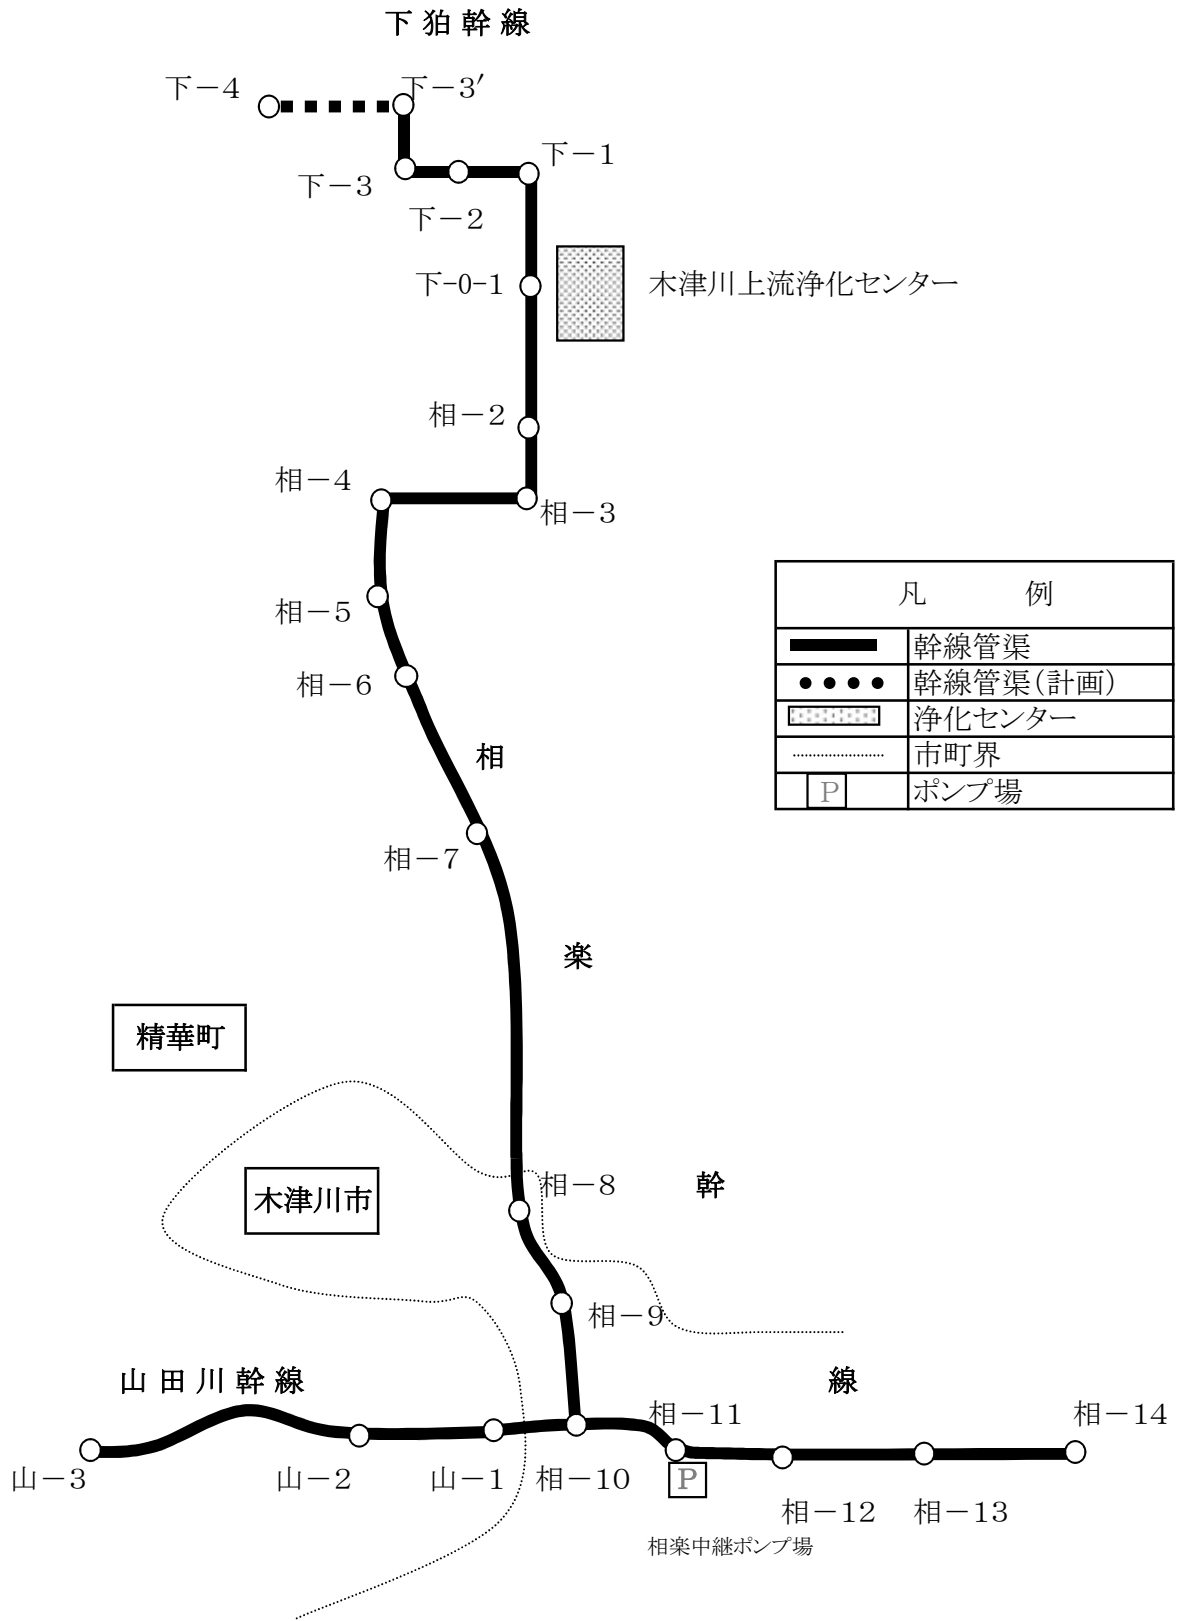 下狛幹線
下－4
下－3′
下－1
下－3
下－2
下-0-1
木津川上流浄化センター
相－2
相－4
相－3
凡　例
相－5
幹線管渠
相－6
幹線管渠（計画）
浄化センター
相
市町界
P
ポンプ場
相－7
楽
精華町
相－8
幹
木津川市
相－9
山田川幹線
線
相－11
相－14
山－3
山－2
山－1
相－10
P
相－12
相－13
相楽中継ポンプ場